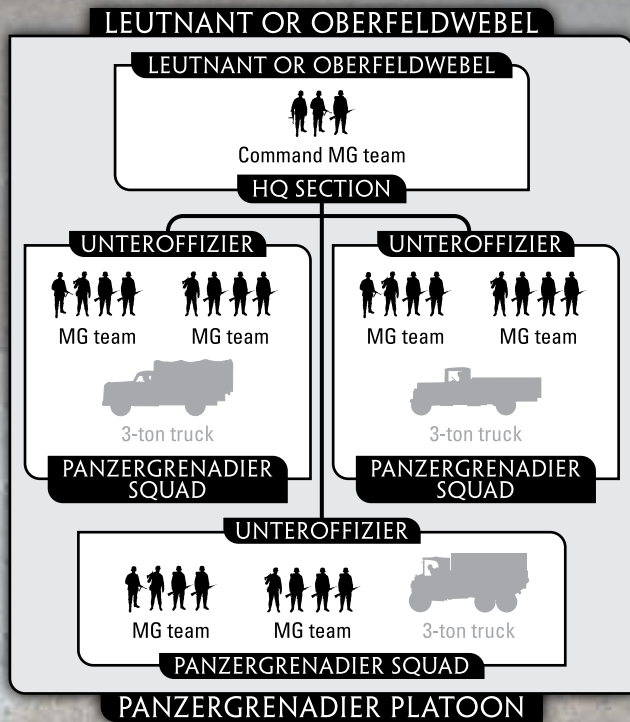 LEUTNANT OR OBERFELDWEBEL
LEUTNANT OR OBERFELDWEBEL
Command MG team
HQ SECTION
UNTEROFFIZIER
MG team MG team
3-ton truck
PANZERGRENADIER
SQUAD
UNTEROFFIZIER
MG team MG team
3-ton truck
PANZERGRENADIER
SQUAD
UNTEROFFIZIER
MG team MG team 3-ton truck
PANZERGRENADIER SQUAD
PANZERGRENADIER PLATOON